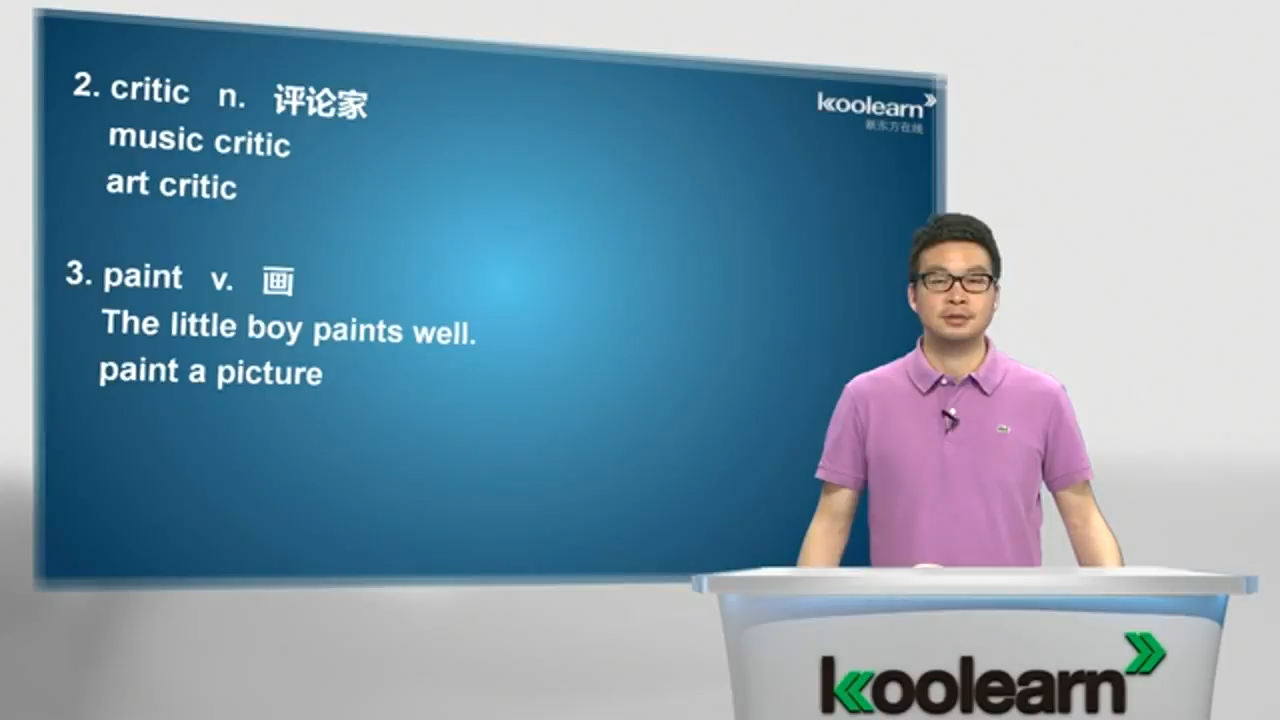 2. critic n. 评论家
music critic
art critic
3. paint v. 画
The little boy paints well.
paint a picture
koolearn
新东方在线
koolearn